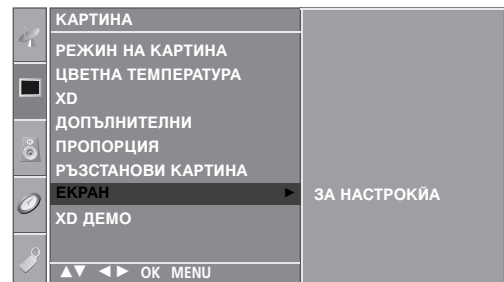 КАРТИНА
РЕЖИН НА КАРТИНА
ЦВЕТНА ТЕМПЕРАТУРА
XD
ДОПЪЛНИТЕЛНИ
ПРОПОРЦИЯ
РЪЗСТАНОВИ КАРТИНА
ЕКРАН ► ЗА НАСТРОКЙА
XD ДЕМО
▲▼ ◄► OK MENU